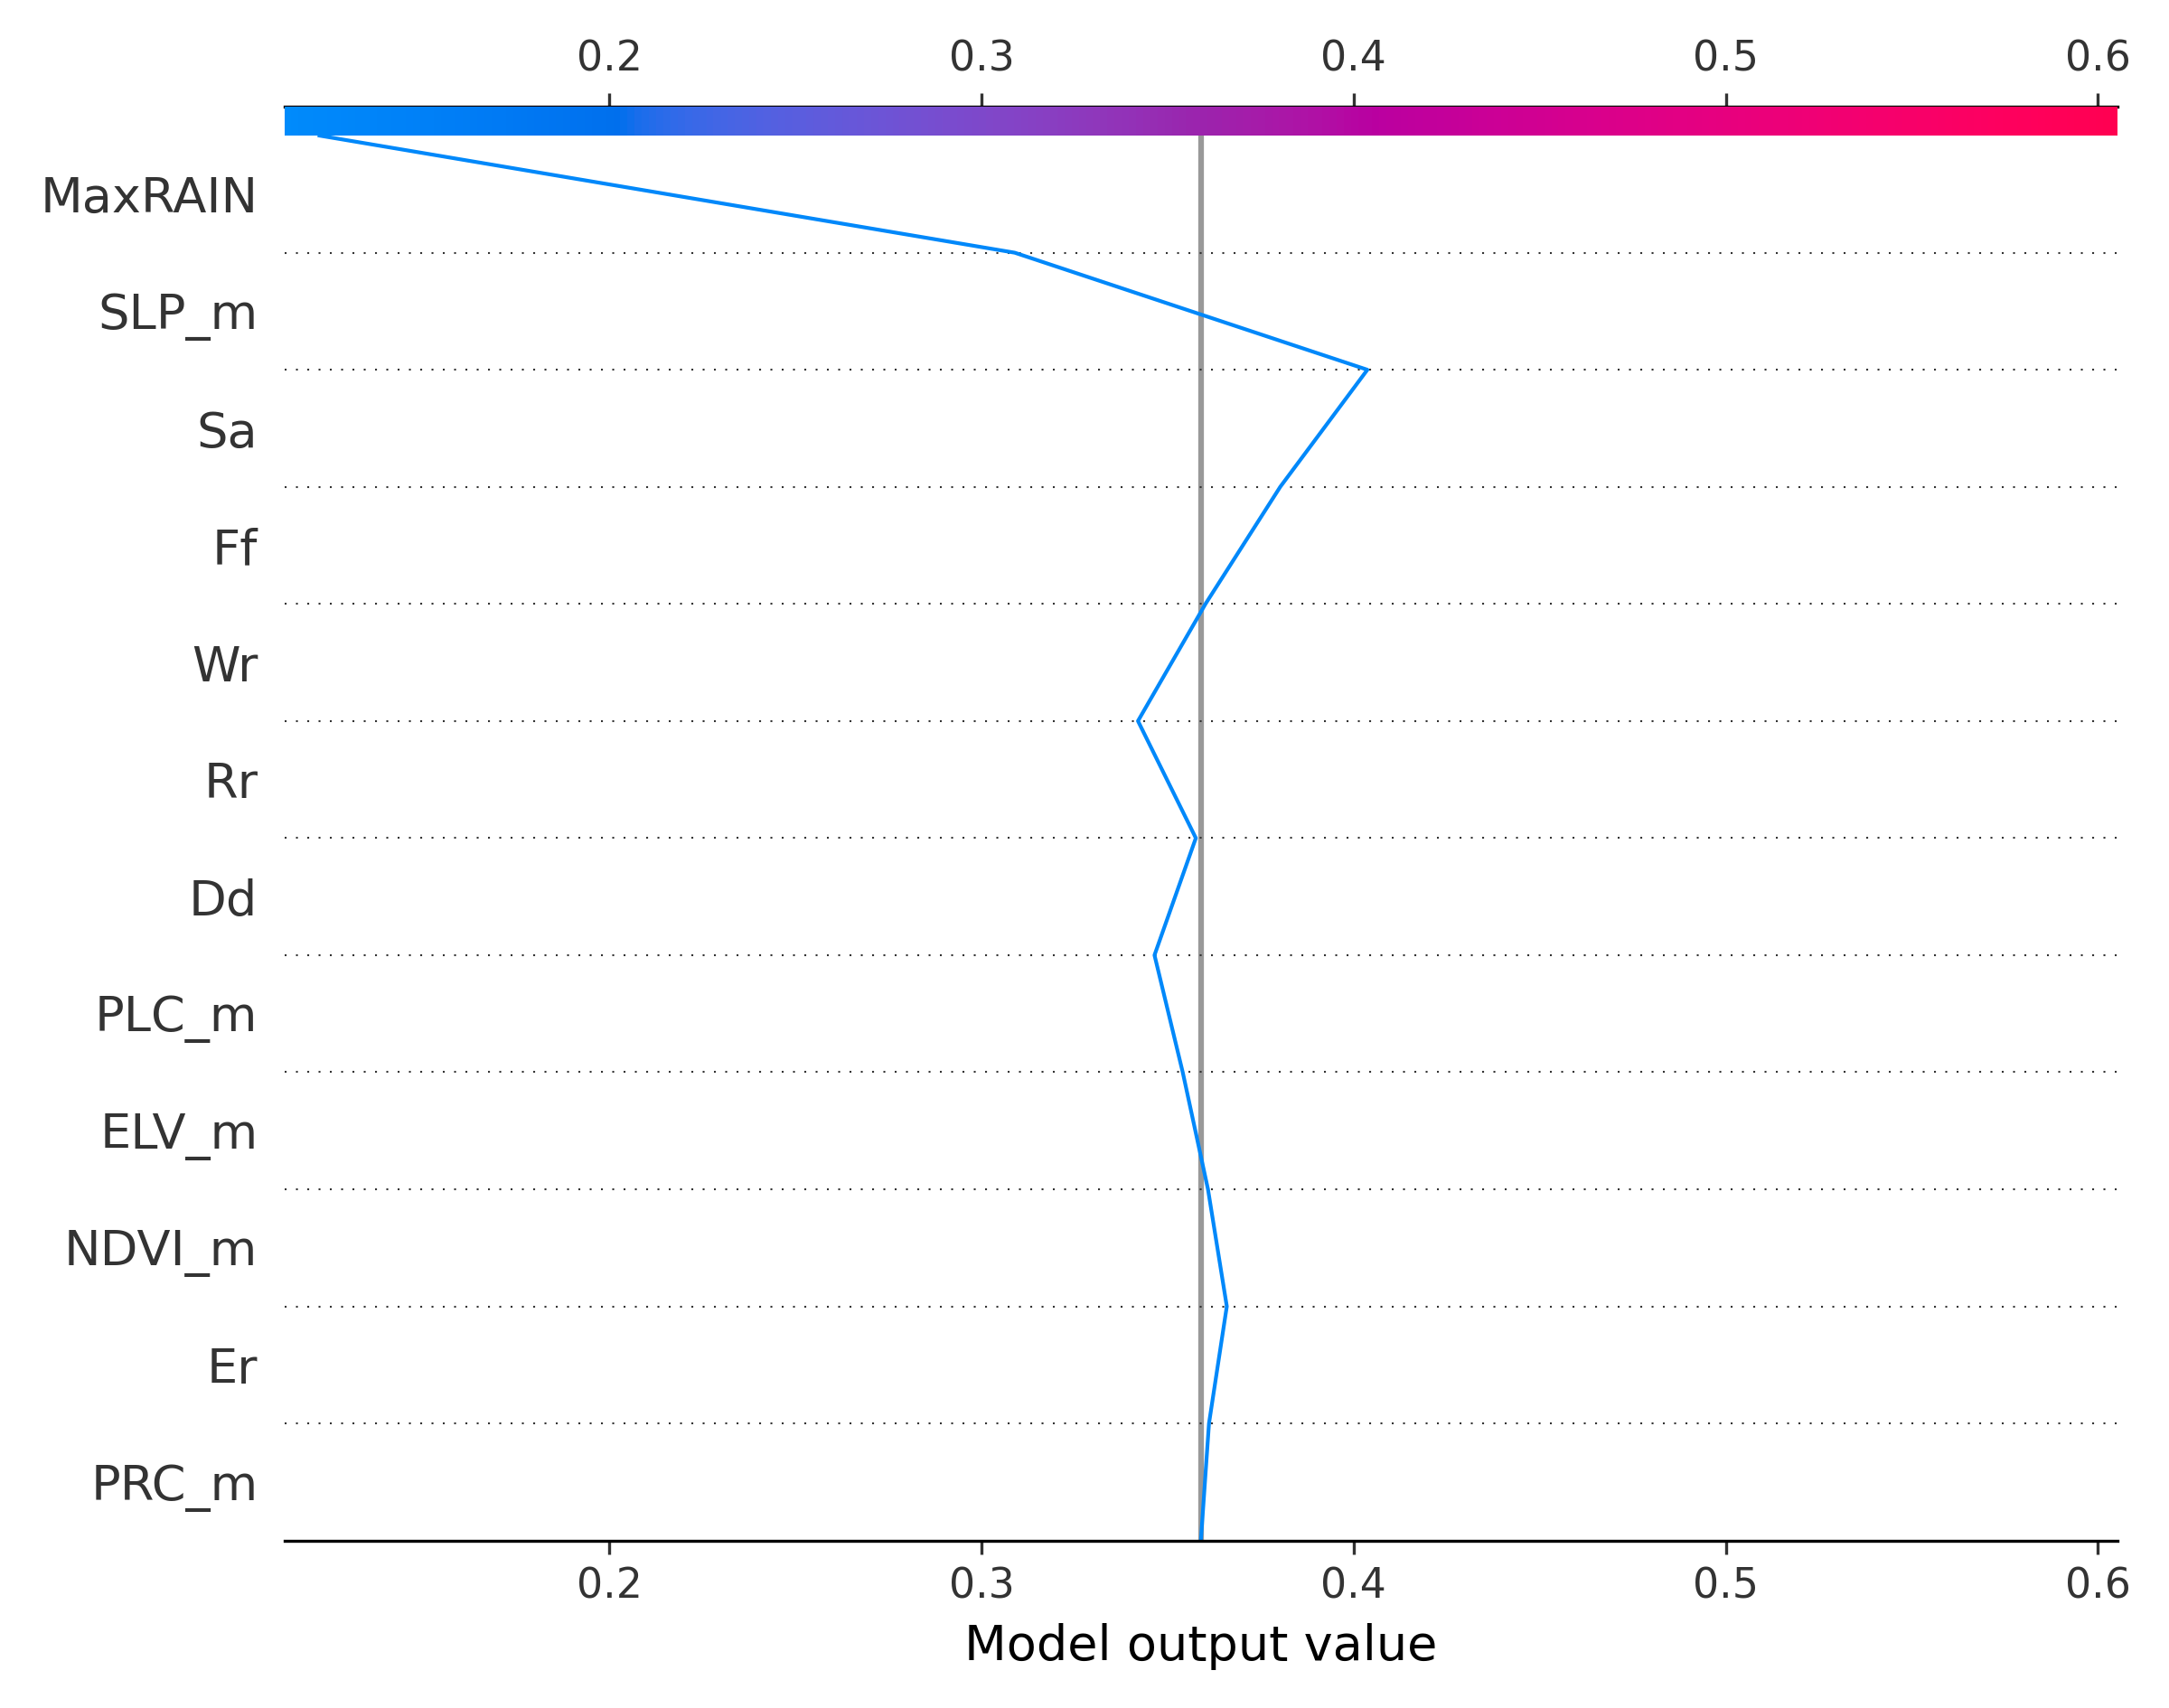 0.2 0.3 0.4 0.5 0.6
MaxRAIN
SLP_m
Sa
Ff
Wr
Rr
Dd
PLC_m
ELV_m
NDVI_m
Er
PRC_m
0.2 0.3 0.4 0.5 0.6
Model output value